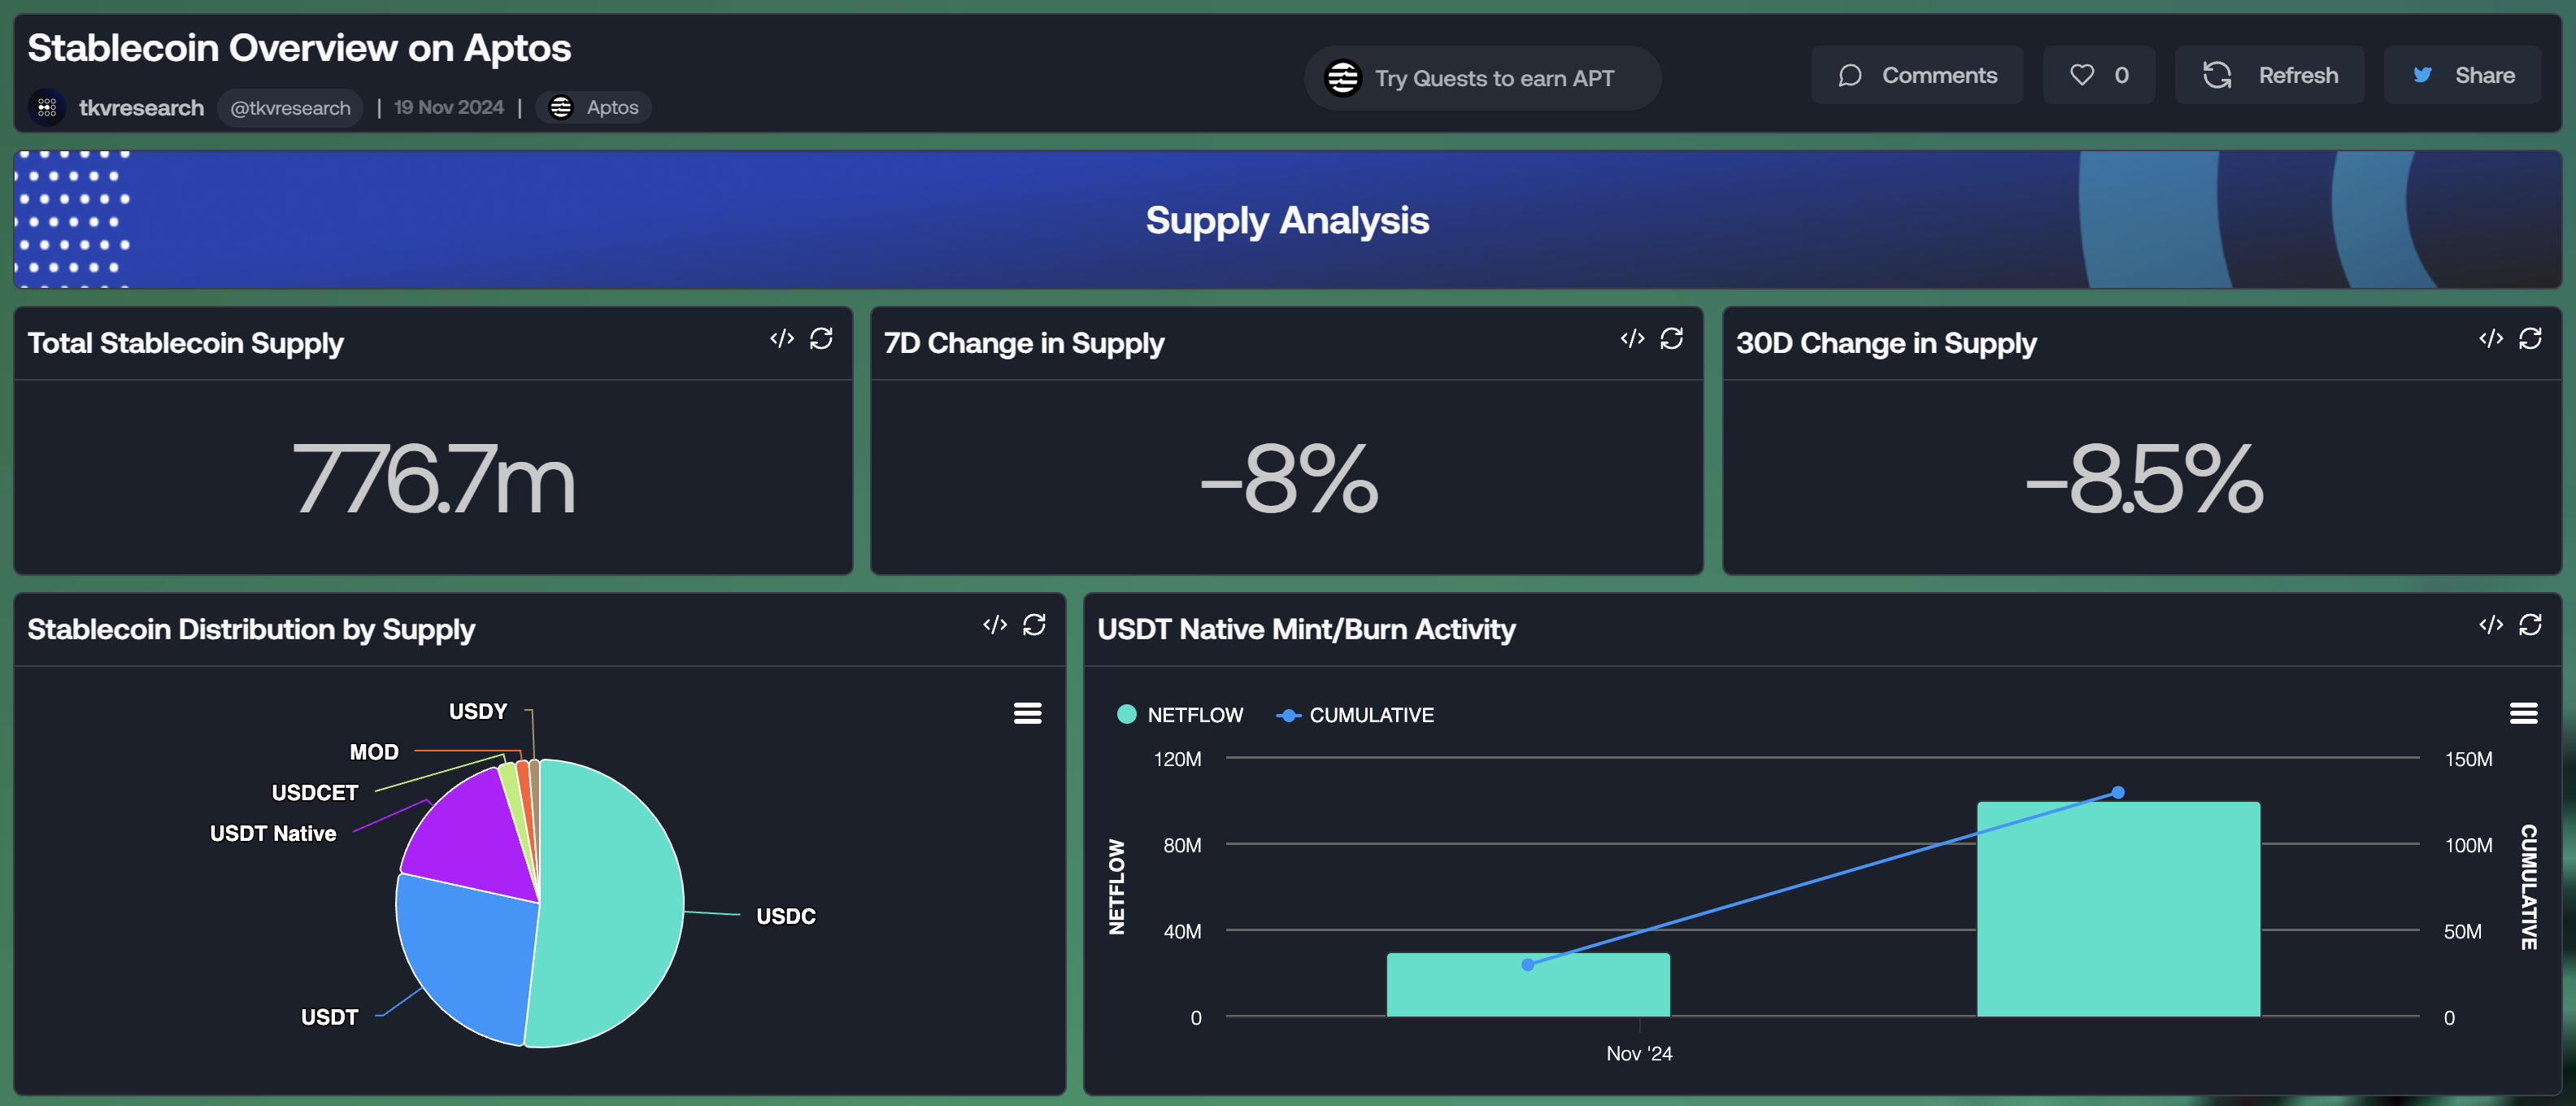 Stablecoin Overview on Aptos
tkvresearch @tkvresearch | 19 Nov 2024 | Aptos
Try Quests to earn APT
Comments
0
Refresh
Share
Supply Analysis
Total Stablecoin Supply
776.7m
7D Change in Supply
-8%
30D Change in Supply
-8.5%
Stablecoin Distribution by Supply
USDY
MOD
USDCET
USDT Native
USDC
USDT
USDT Native Mint/Burn Activity
NETFLOW CUMULATIVE
120M
80M
40M
0
NETFLOW
150M
100M
50M
0
CUMULATIVE
Nov '24